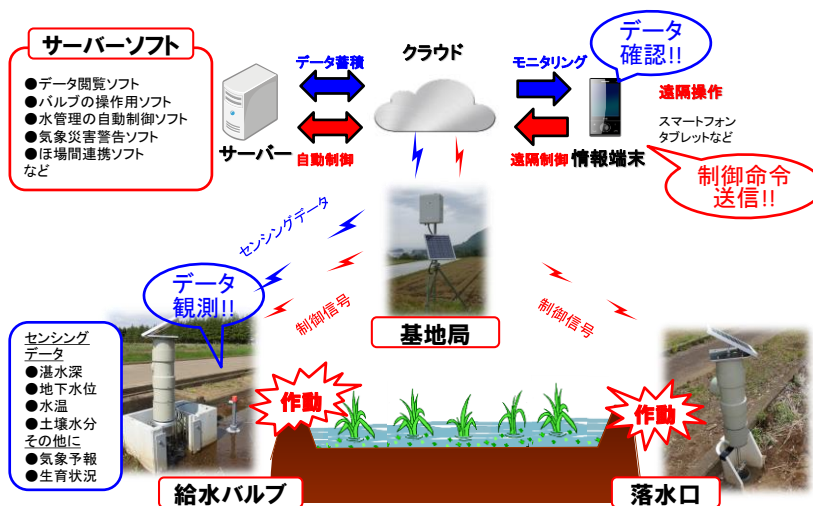 サーバーソフト
●データ閲覧ソフト
●バルブの操作用ソフト
●水管理の自動制御ソフト
●気象災害警告ソフト
●ほ場間連携ソフト
など
サーバー
データ蓄積
自動制御
クラウド
モニタリング
遠隔制御
データ
確認!!
情報端末
遠隔操作
スマートフォン
タブレットなど
制御命令
送信!!
センシングデータ
制御信号
基地局
制御信号
データ
観測!!
センシング
データ
●湛水深
●地下水位
●水温
●土壌水分
その他に
●気象予報
●生育状況
作動
作動
給水バルブ
落水口